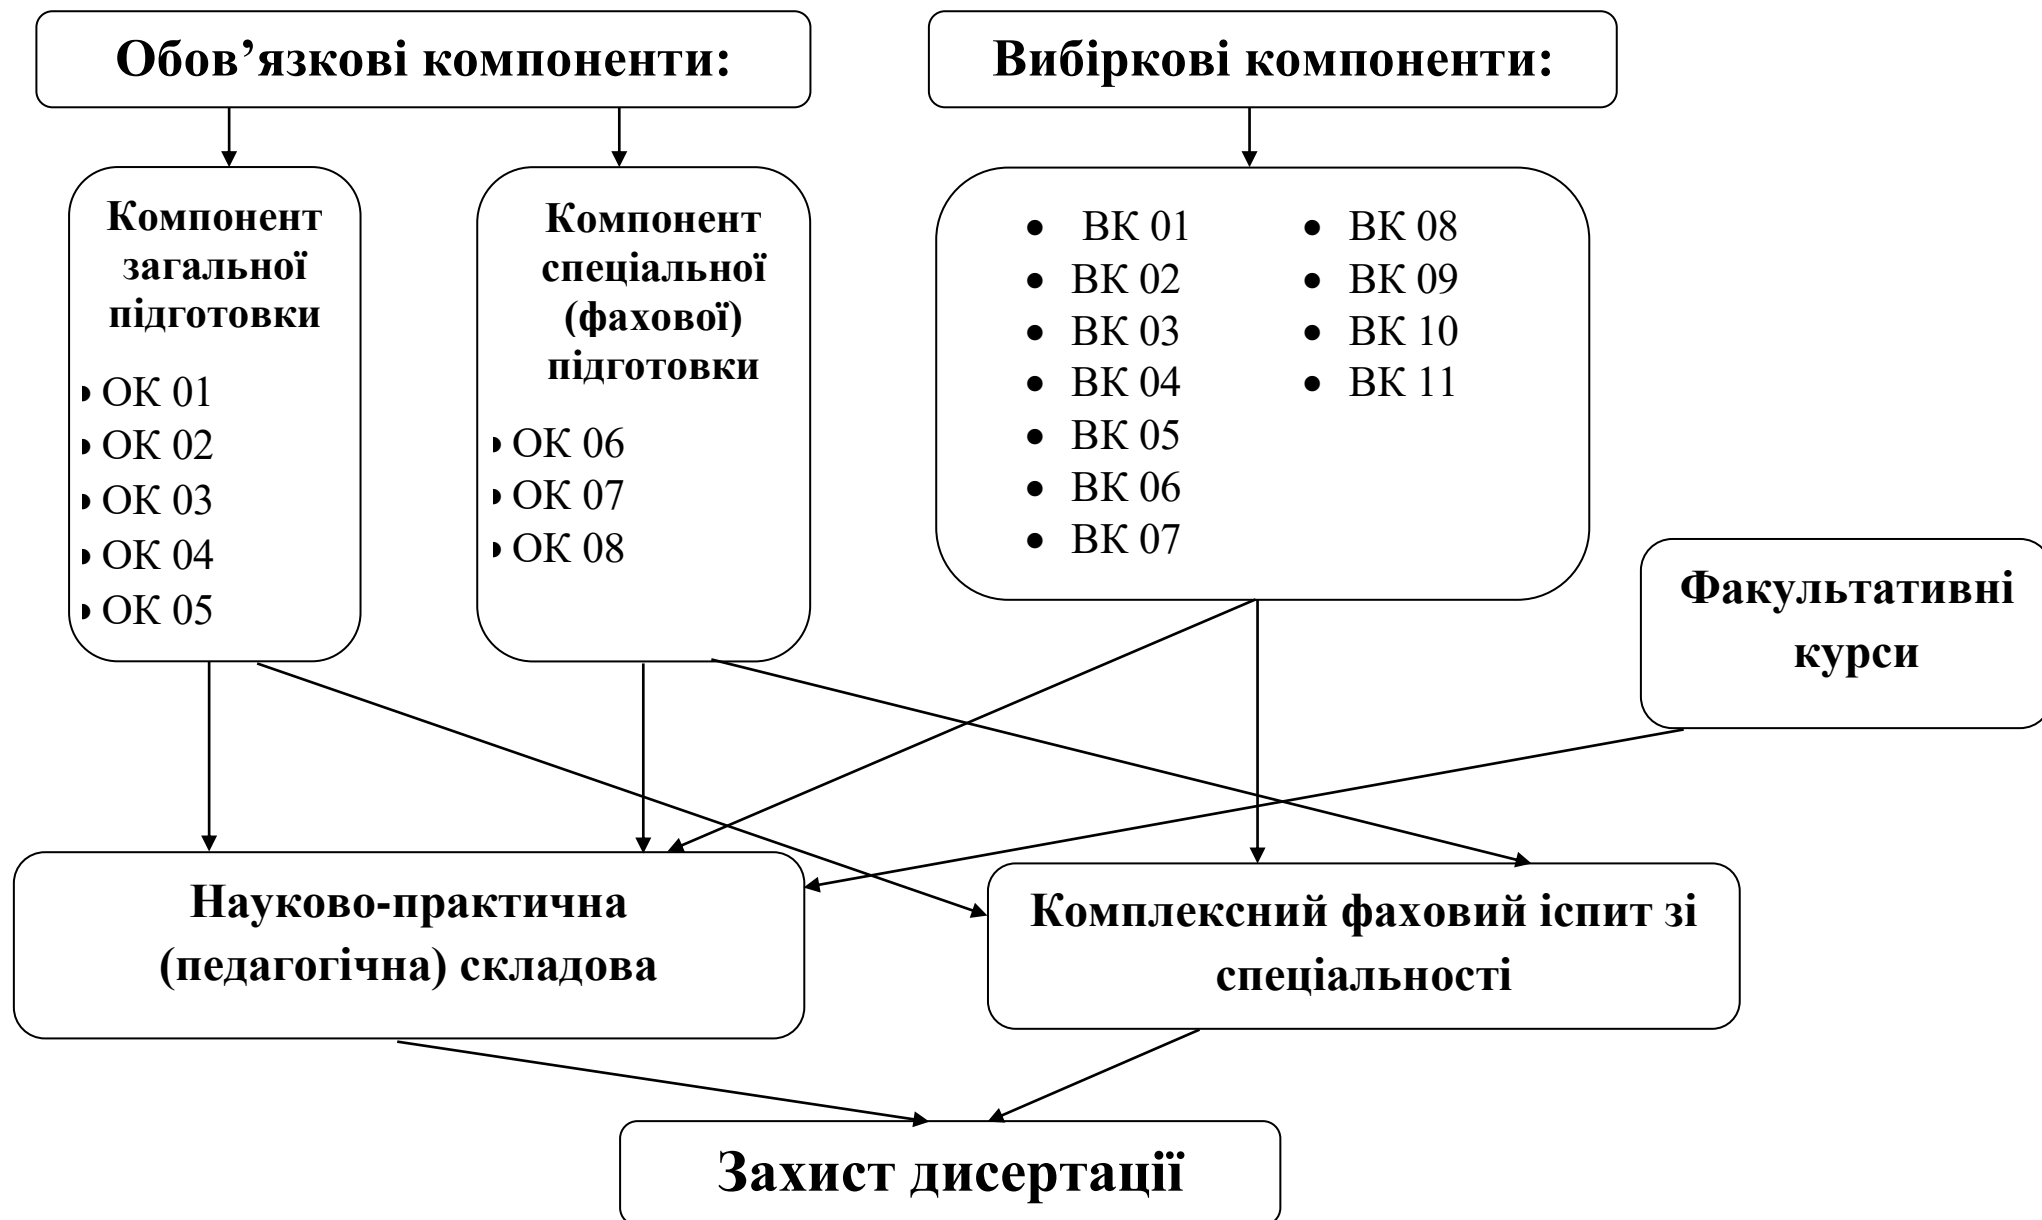 Обов’язкові компоненти:
Вибіркові компоненти:
Компонент
загальної
підготовки
• ОК 01
• ОК 02
• ОК 03
• ОК 04
• ОК 05
Компонент
спеціальної
(фахової)
підготовки
• ОК 06
• ОК 07
• ОК 08
• ВК 01
• ВК 02
• ВК 03
• ВК 04
• ВК 05
• ВК 06
• ВК 07
• ВК 08
• ВК 09
• ВК 10
• ВК 11
Факультативні
курси
Науково-практична
(педагогічна) складова
Комплексний фаховий іспит зі
спеціальності
Захист дисертації